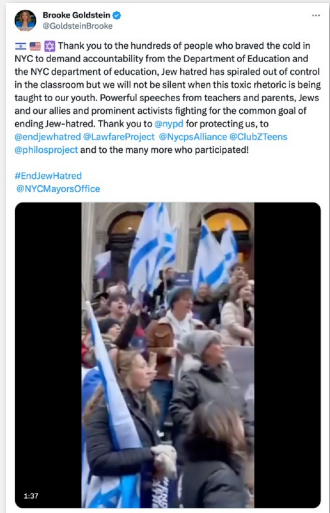 Brooke Goldstein
@GoldsteinBrooke
Thank you to the hundreds of people who braved the cold in
NYC to demand accountability from the Department of Education and
the NYC department of education, Jew hatred has spiraled out of control
in the classroom but we will not be silent when this toxic rhetoric is being
taught to our youth. Powerful speeches from teachers and parents, Jews
and our allies and prominent activists fighting for the common goal of
ending Jew-hatred. Thank you to @nypd for protecting us, to
@endjewhatred @LawfareProject @NycpsAlliance @ClubZTeens
@philosproject and to the many more who participated!
#EndJewHatred
@NYCMayorsOffice
1:37